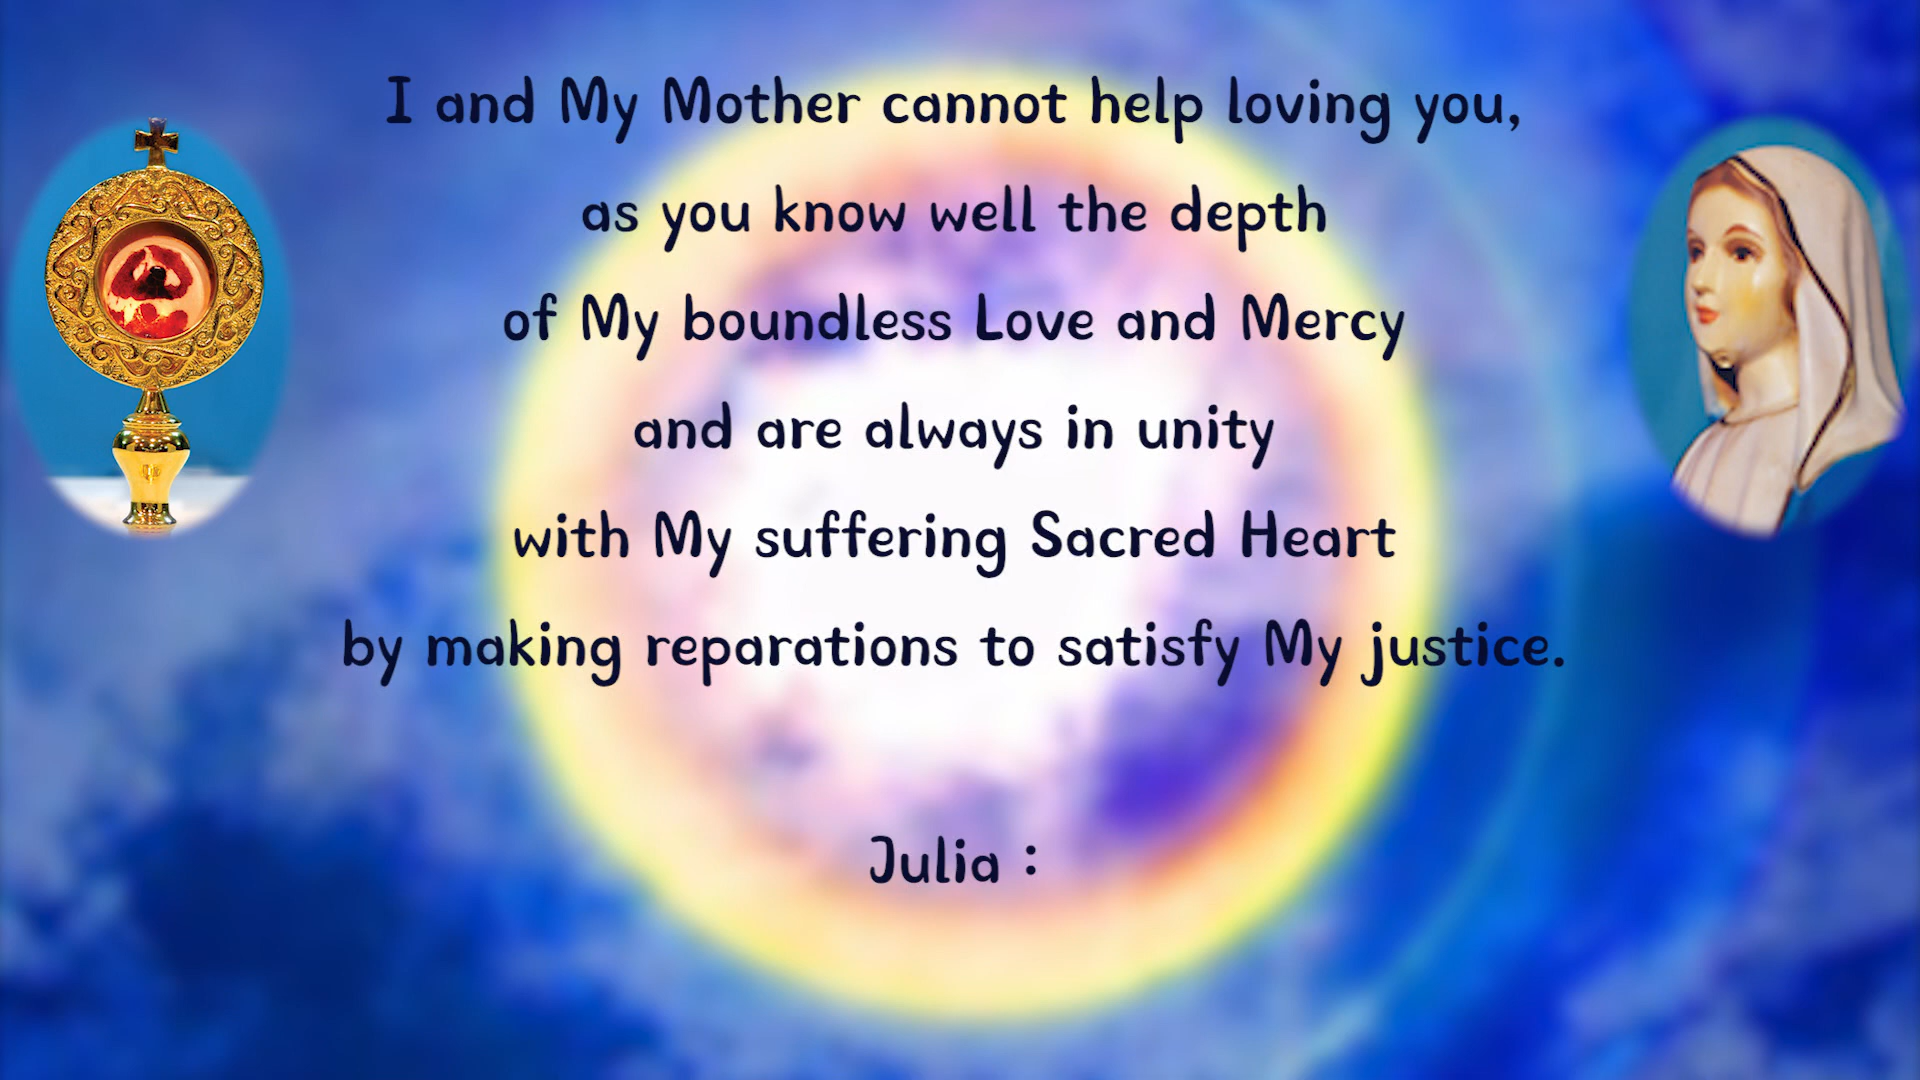 I and My Mother cannot help loving you,
as you know well the depth
of My boundless Love and Mercy
and are always in unity
with My suffering Sacred Heart
by making reparations to satisfy My justice.
Julia :